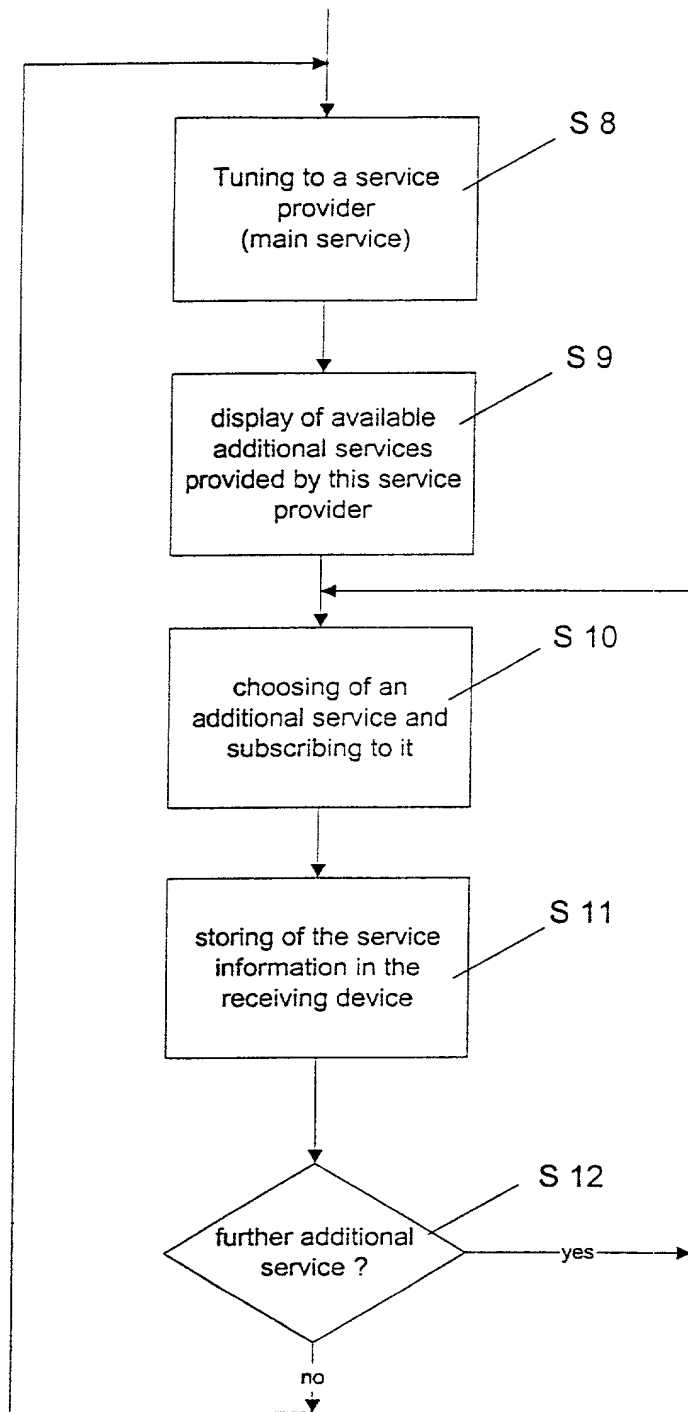 S 8
Tuning to a service
provider
(main service)
S 9
display of available
additional services
provided by this service
provider
S 10
choosing of an
additional service and
subscribing to it
S 11
storing of the service
information in the
receiving device
S 12
further additional
service ?
yes
no